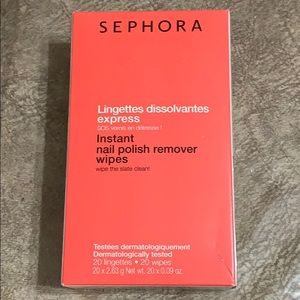 SEPHORA
Lingettes dissolvantes
express
SOS vernis en détresse !
Instant
nail polish remover
wipes
wipe the slate clean!
Testées dermatologiquement
Dermatologically tested
20 lingettes • 20 wipes
20 x 2.63 g Net wt. 20 x 0.09 oz.